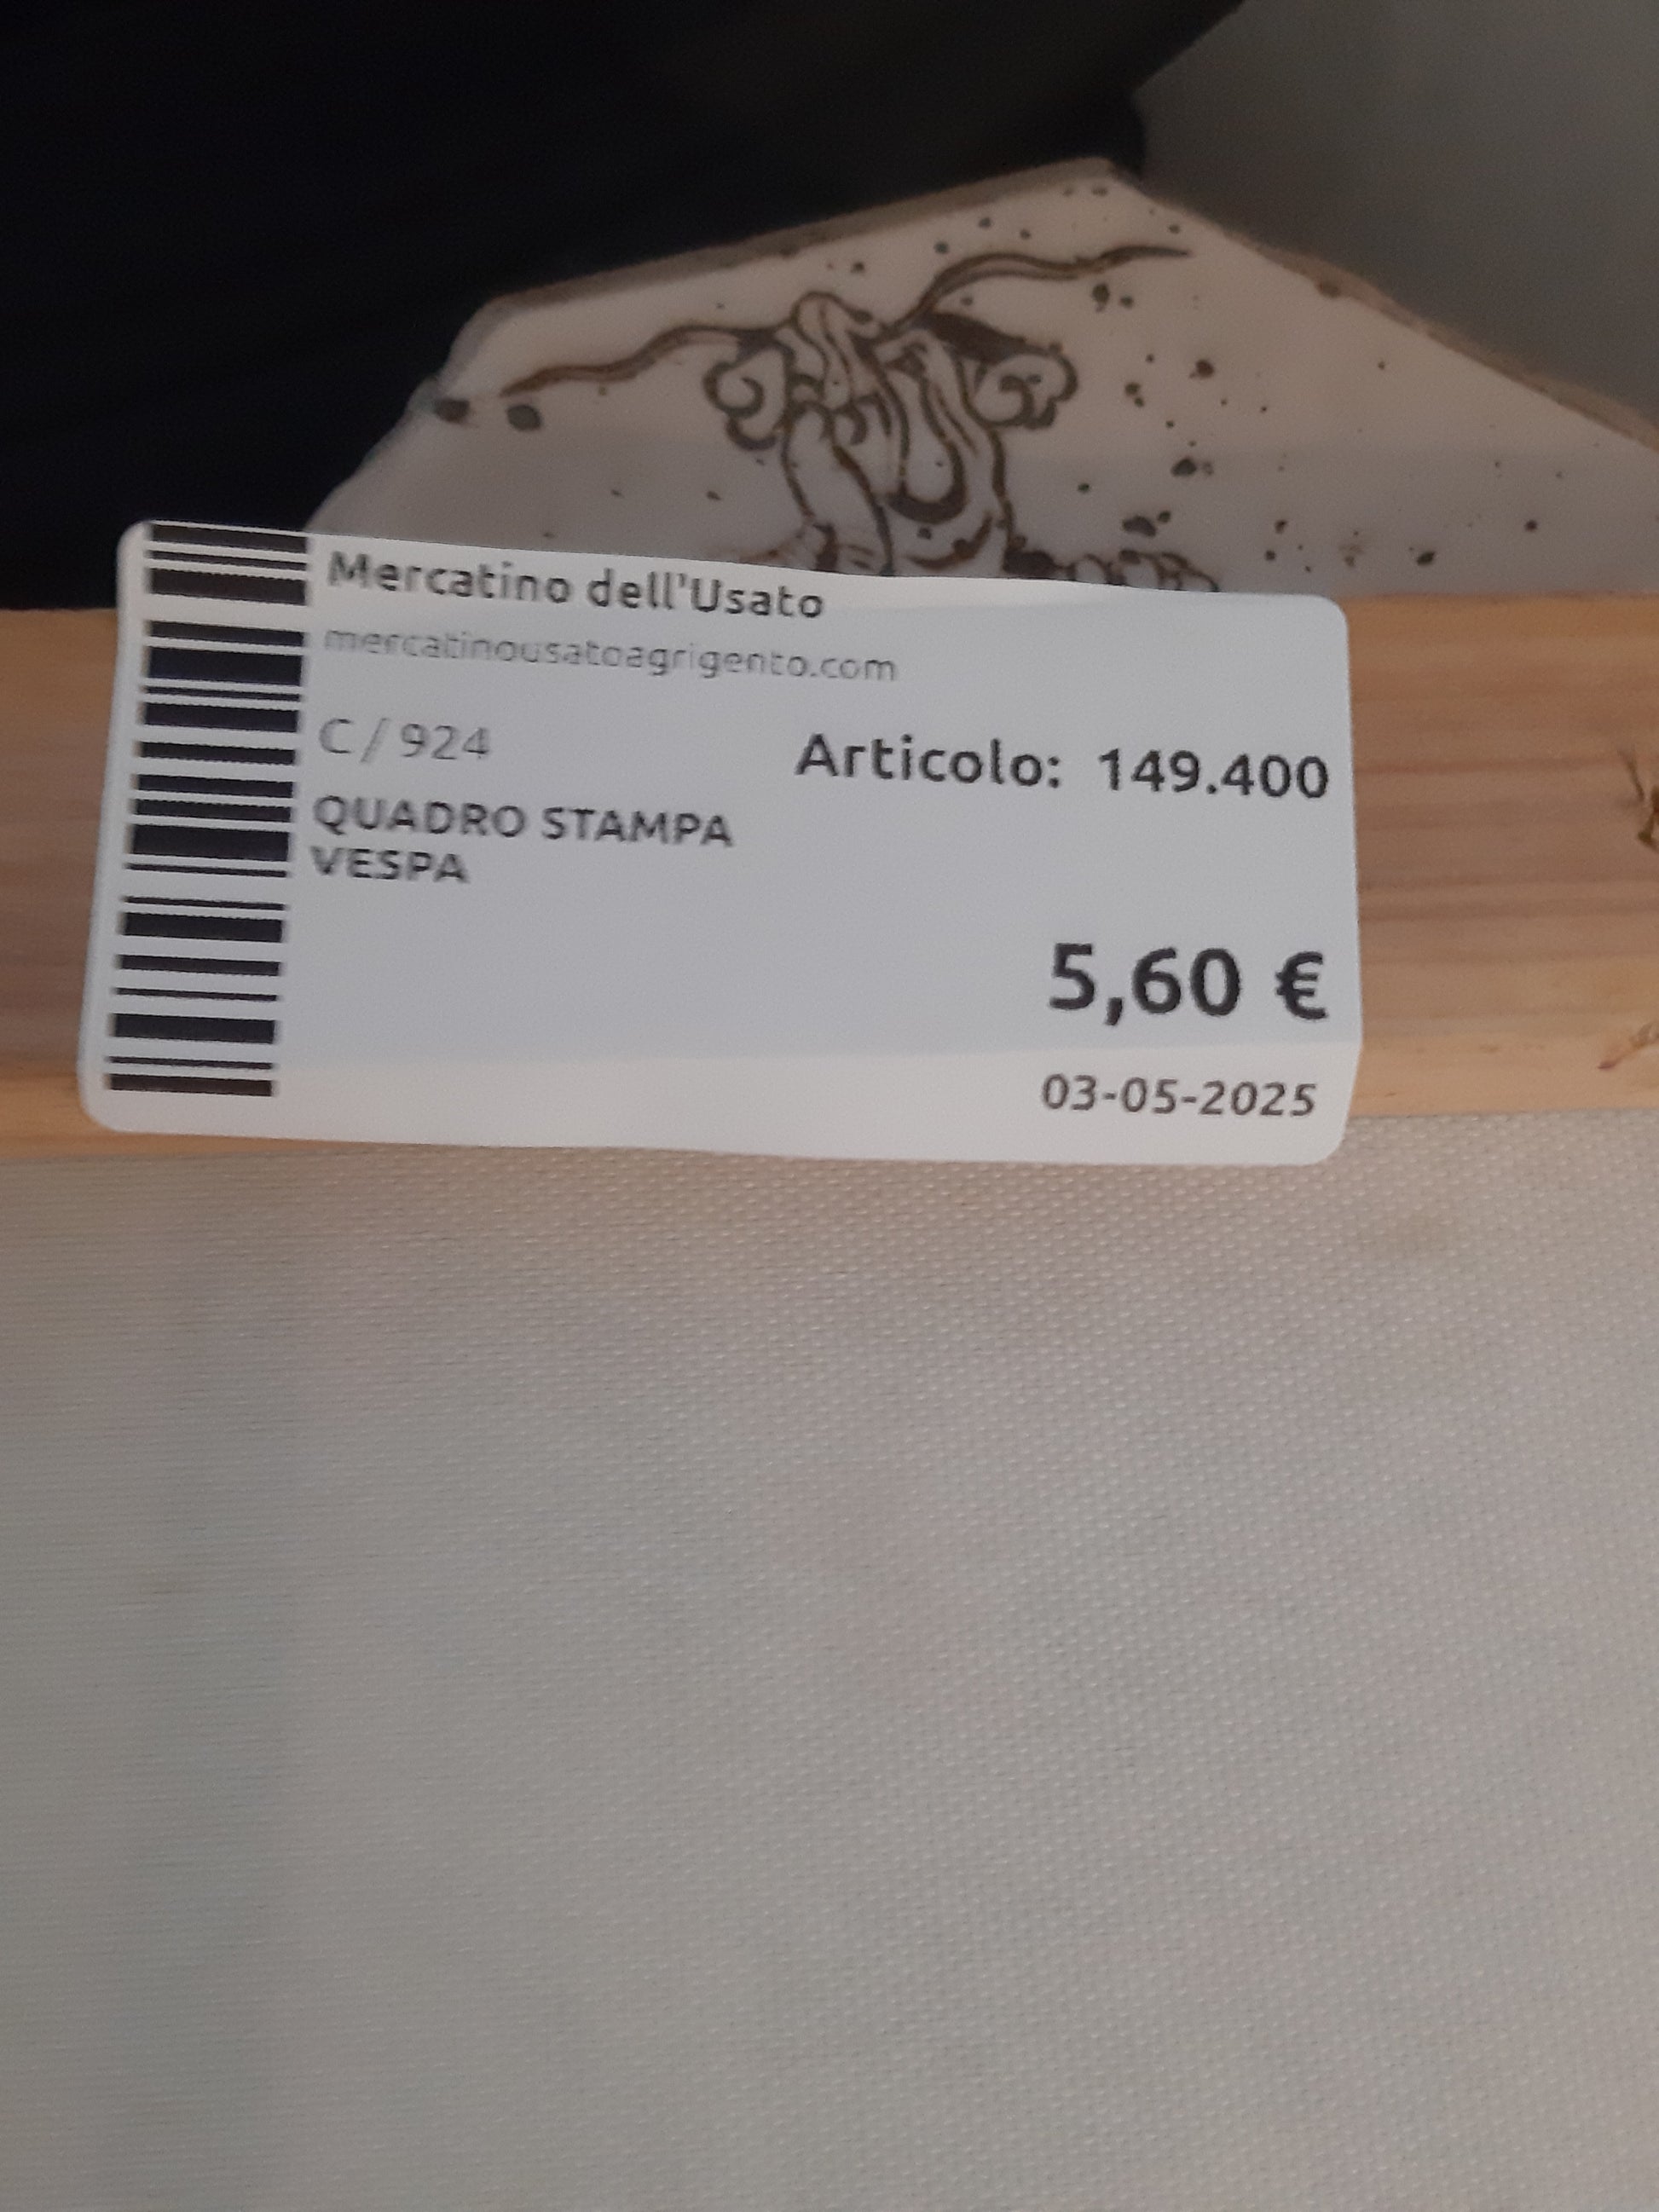 Mercatino dell'Usato
mercatinousatoagrigento.com
C/924
Articolo: 149.400
QUADRO STAMPA
VESPA
5,60 €
03-05-2025